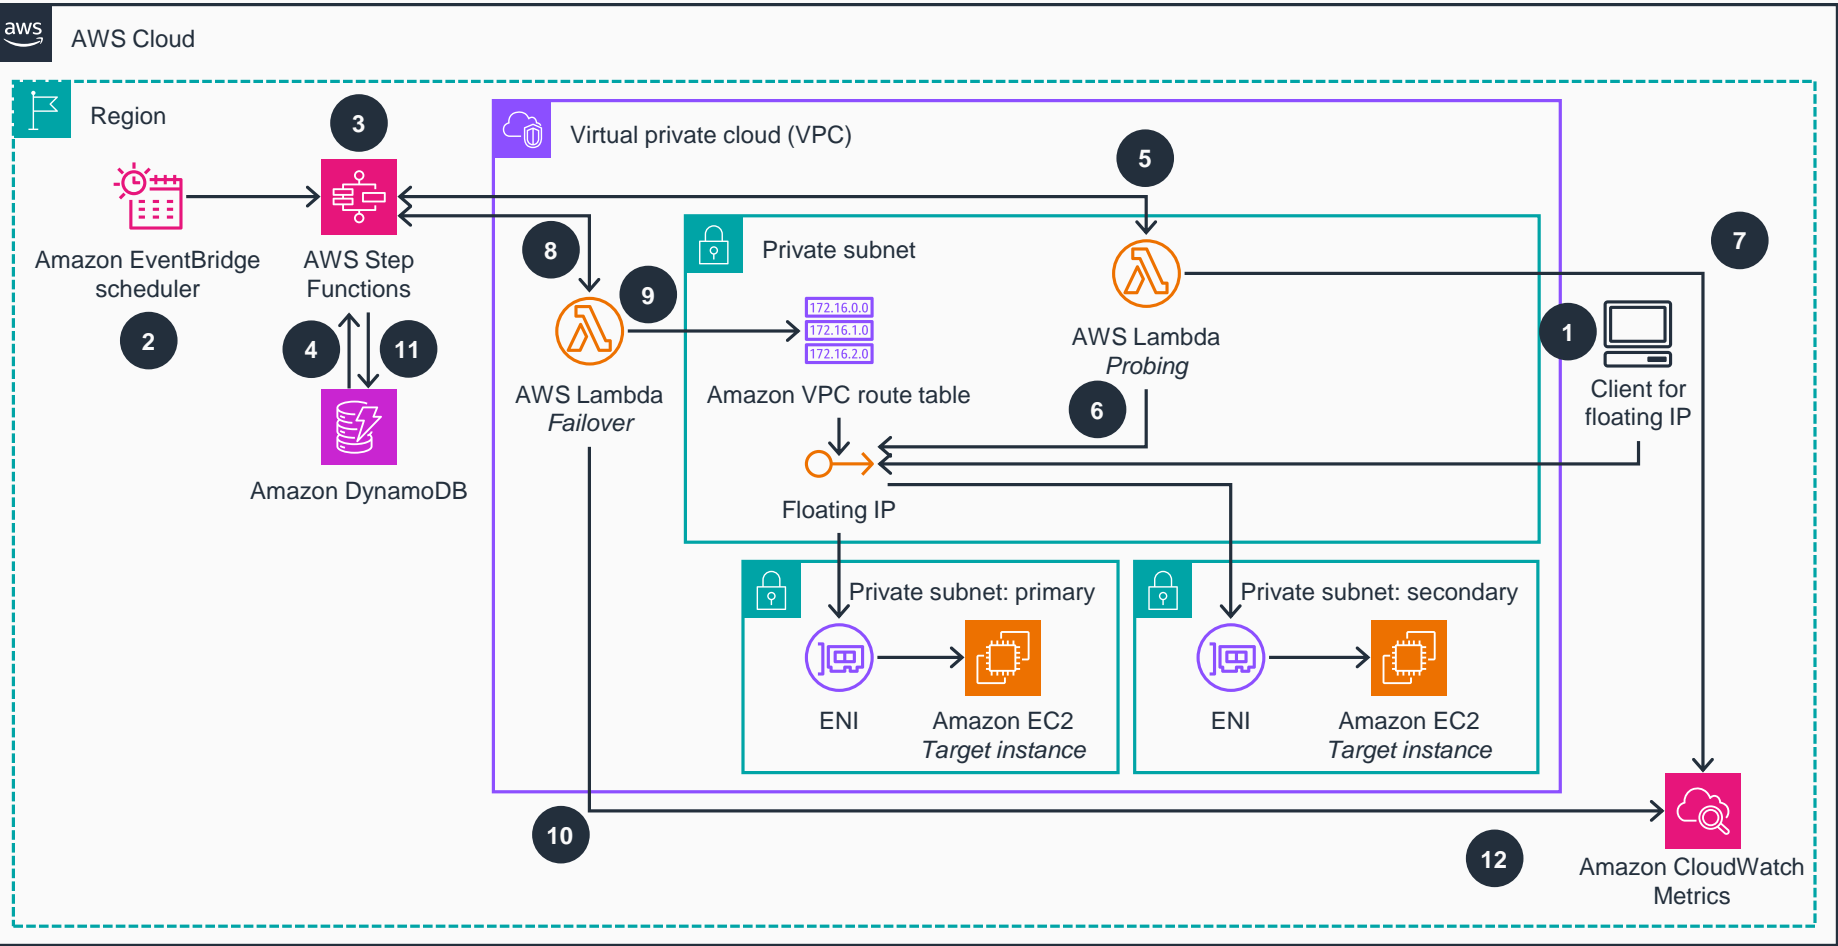 aws
AWS Cloud
Region
3
Virtual private cloud (VPC)
5
Amazon EventBridge
scheduler
2
AWS Step
Functions
4
11
Amazon DynamoDB
8
9
AWS Lambda
Failover
Private subnet
172.16.0.0
172.16.1.0
172.16.2.0
Amazon VPC route table
Floating IP
AWS Lambda
Probing
6
7
1
Client for
floating IP
Private subnet: primary
ENI
Amazon EC2
Target instance
Private subnet: secondary
ENI
Amazon EC2
Target instance
10
12
Amazon CloudWatch
Metrics